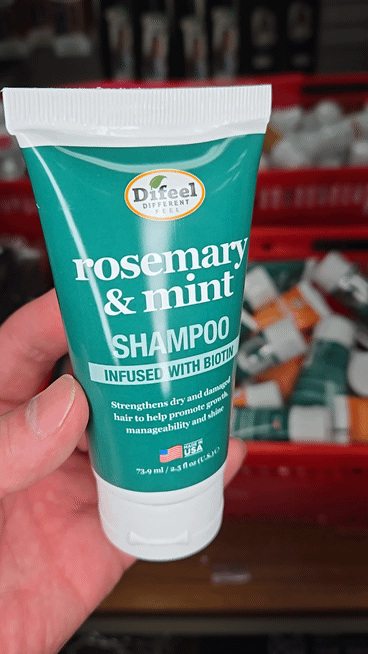 Difeel
DIFFERENT
FEEL
rosemary
& mint
SHAMPOO
INFUSED WITH BIOTIN
Strengthens dry and damaged
hair to help promote growth,
manageability and shine
MADE IN
USA
73.9 ml / 2.5 fl oz (U.S.)